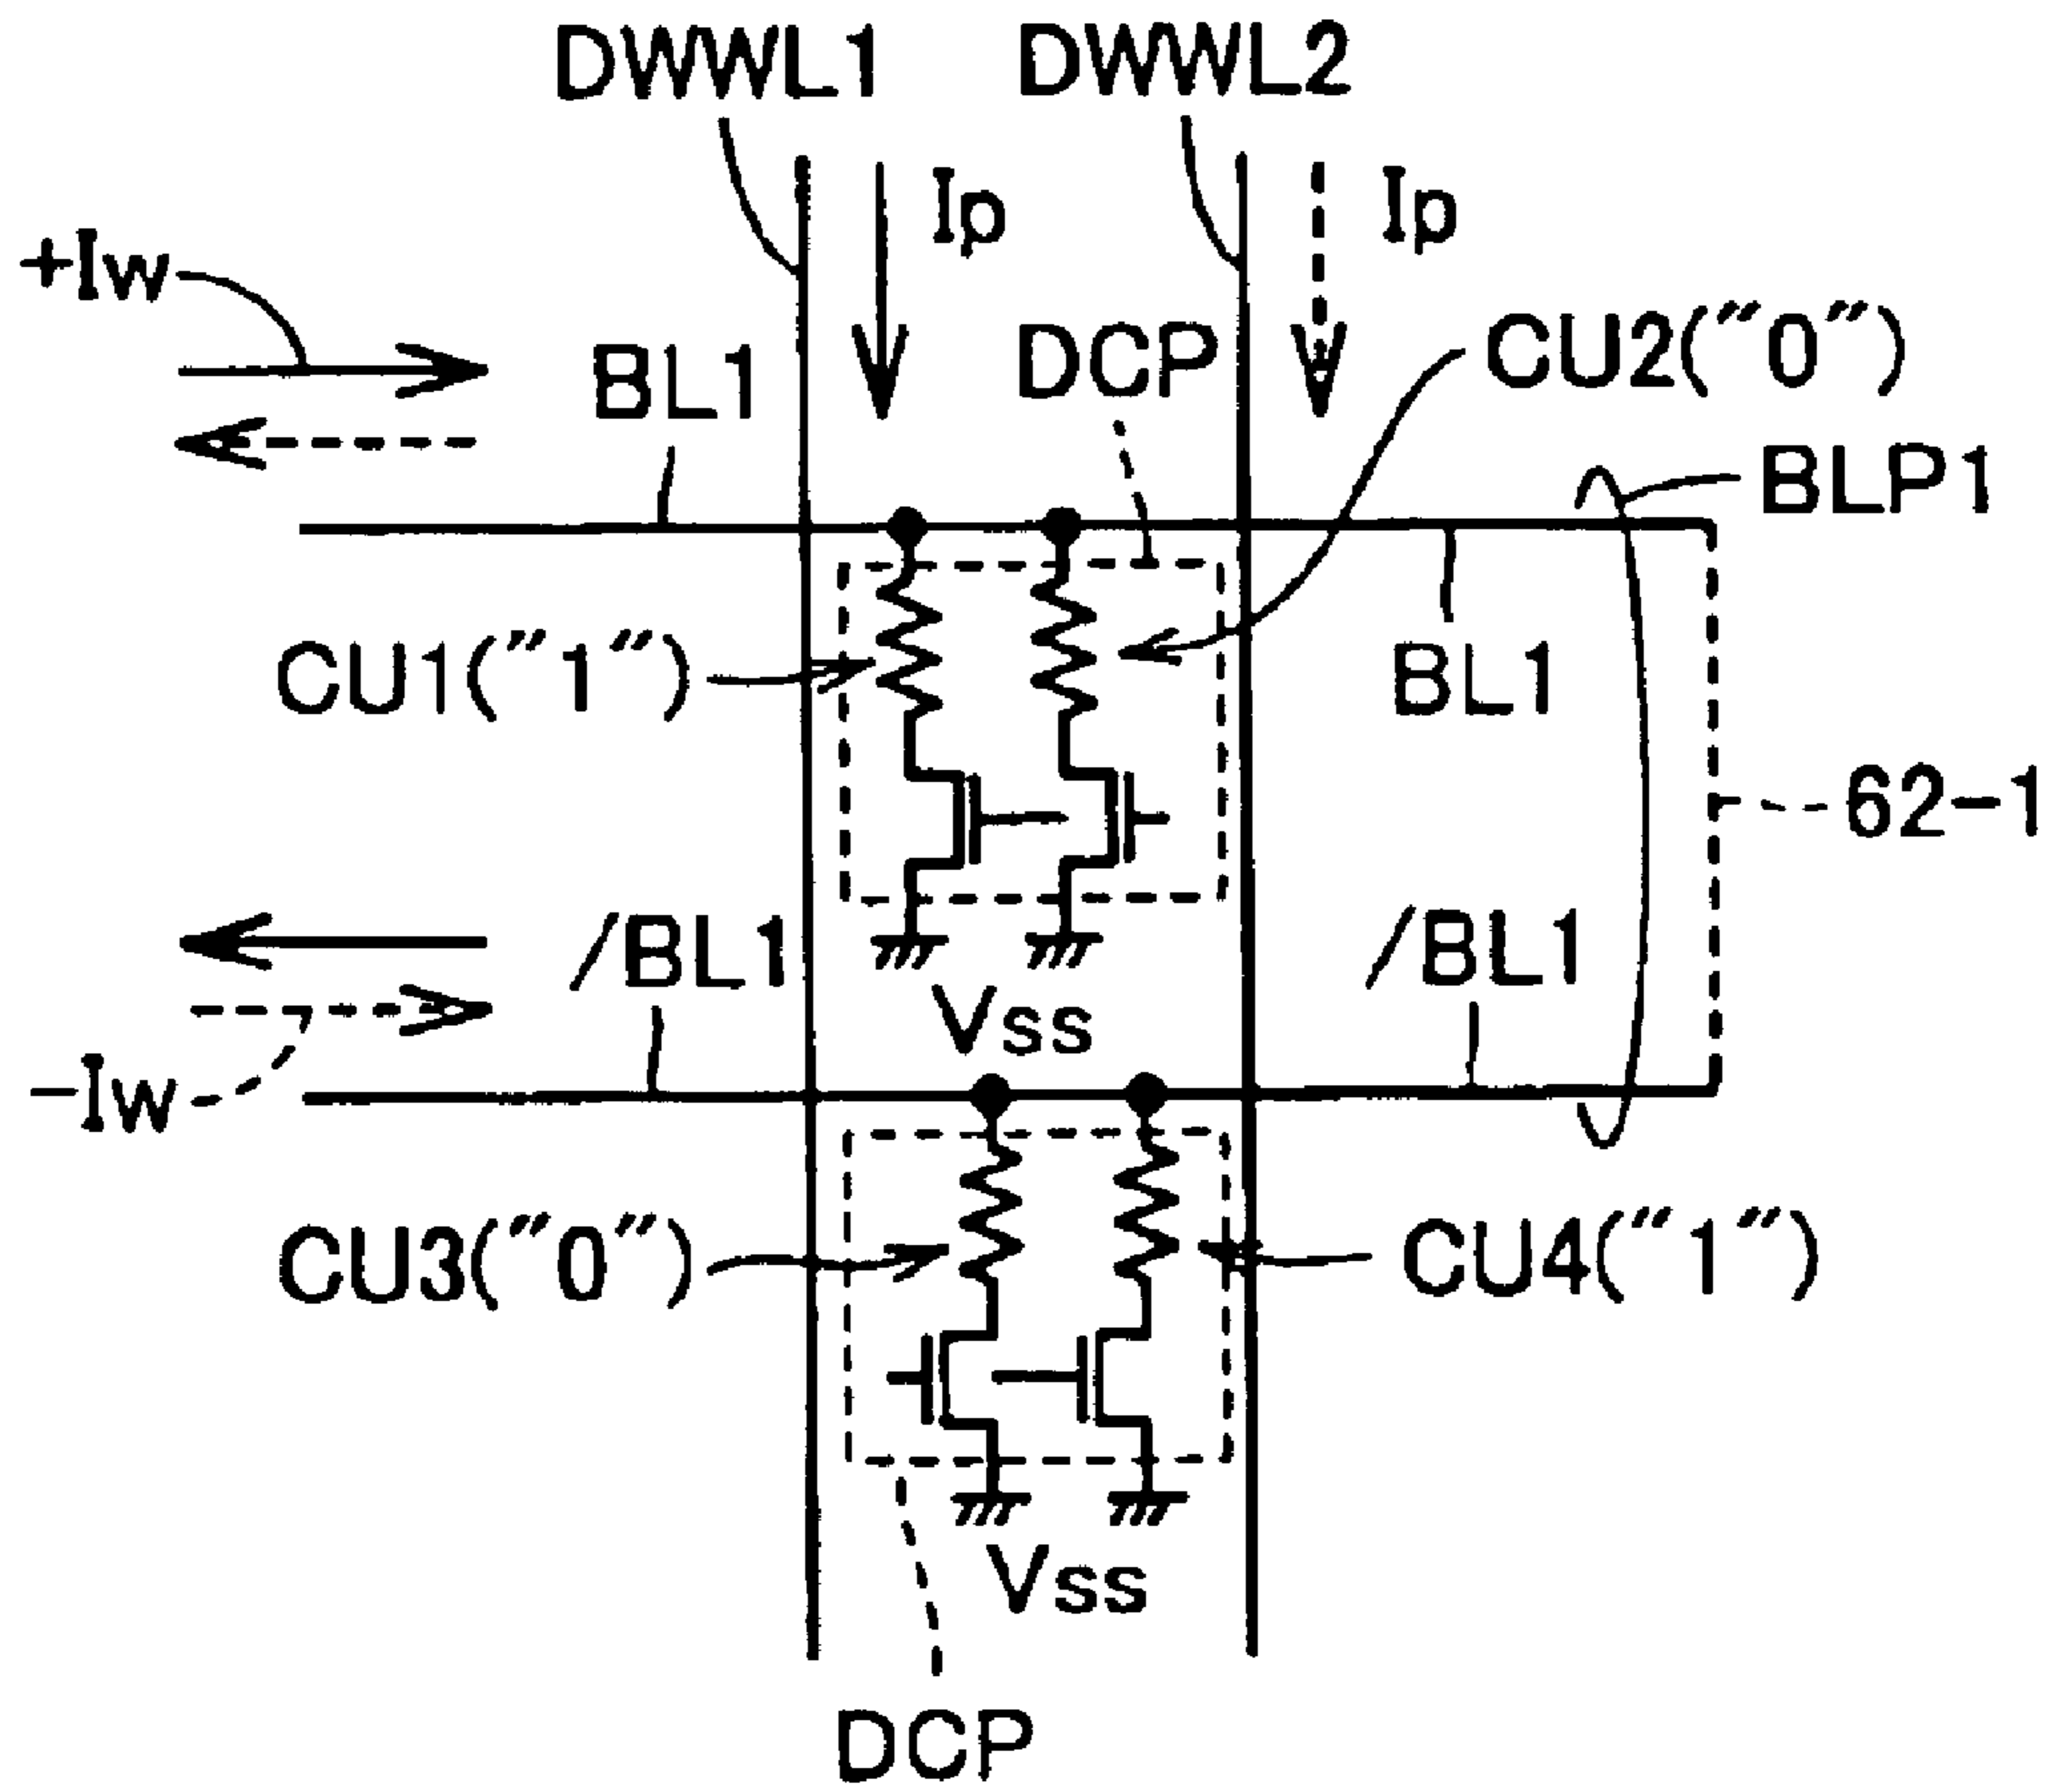 DWWL1 DWWL2
Ip Ip
+Iw
BL1 DCP CU2("0")
BLP1
CU1("1") BL1
62-1
/BL1 /BL1
Vss
-Iw
CU3("0") CU4("1")
Vss
DCP